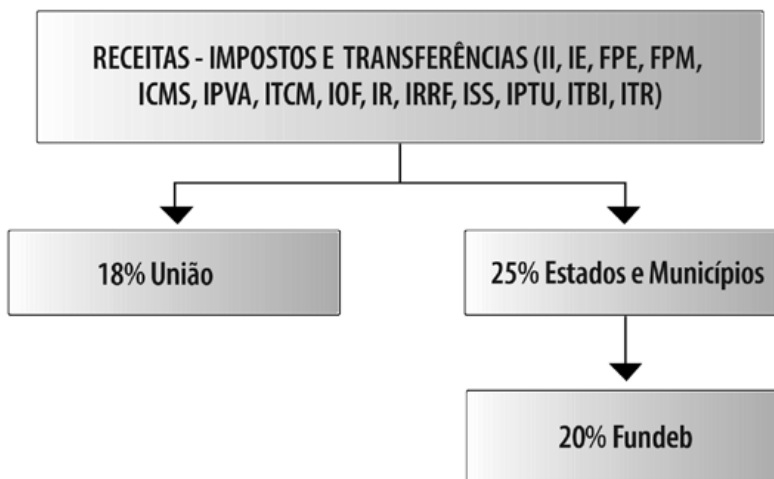 RECEITAS - IMPOSTOS E TRANSFERÊNCIAS (II, IE, FPE, FPM,
ICMS, IPVA, ITCM, IOF, IR, IRRF, ISS, IPTU, ITBI, ITR)
18% União
25% Estados e Municípios
20% Fundeb